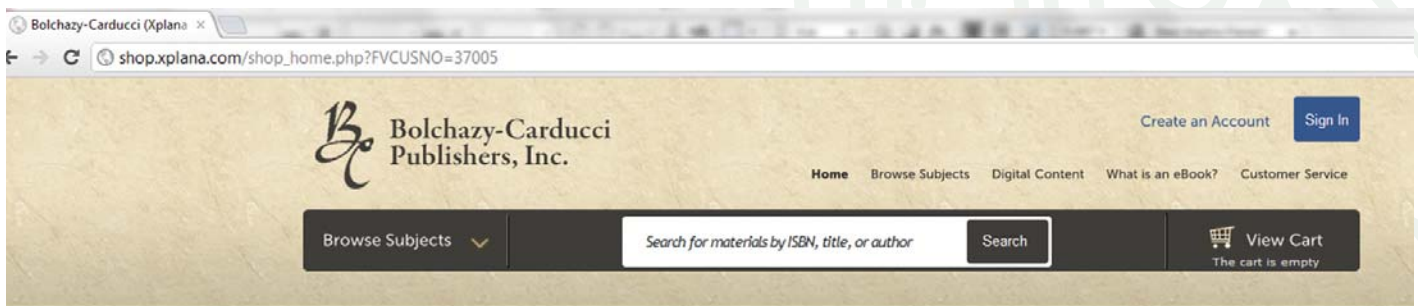 Bolchazy-Carducci (Xplana ×
shop.xplana.com/shop_home.php?FVCUSNO=37005
Bolchazy-Carducci
Publishers, Inc.
Create an Account Sign In
Home Browse Subjects Digital Content What is an eBook? Customer Service
Browse Subjects Search for materials by ISBN, title, or author Search View Cart
The cart is empty